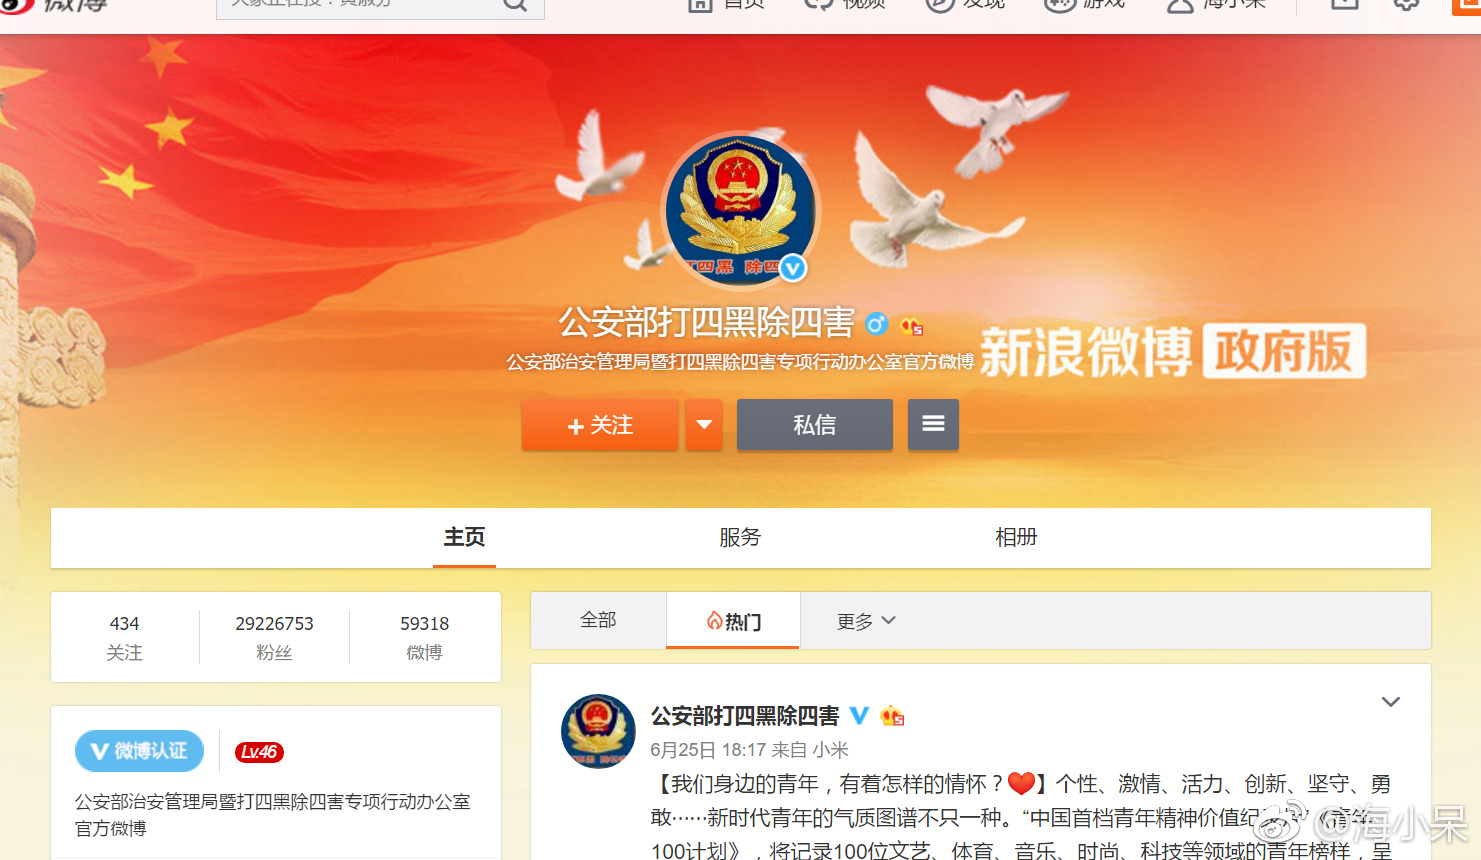 微博
大家正在搜：黄淑芬
首页
视频
发现
游戏
海小呆
打四黑 除四
公安部打四黑除四害
公安部治安管理局暨打四黑除四害专项行动办公室官方微博
新浪微博 政府版
+ 关注
私信
主页
服务
相册
434
关注
29226753
粉丝
59318
微博
全部
热门
更多
V 微博认证
Lv.46
公安部治安管理局暨打四黑除四害专项行动办公室
官方微博
公安部打四黑除四害
6月25日 18:17 来自 小米
【我们身边的青年，有着怎样的情怀？❤️】个性、激情、活力、创新、坚守、勇
敢……新时代青年的气质图谱不只一种。“中国首档青年精神价值纪录片”《青年
100计划》，将记录100位文艺、体育、音乐、时尚、科技等领域的青年榜样，呈
@海小呆